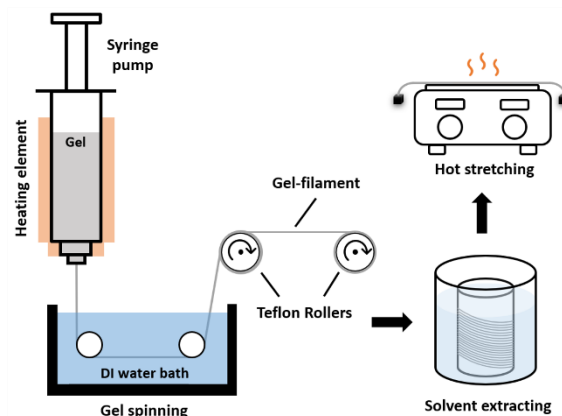 Syringe
pump
Gel
Heating element
Gel-filament
Teflon Rollers
DI water bath
Gel spinning
Hot stretching
Solvent extracting